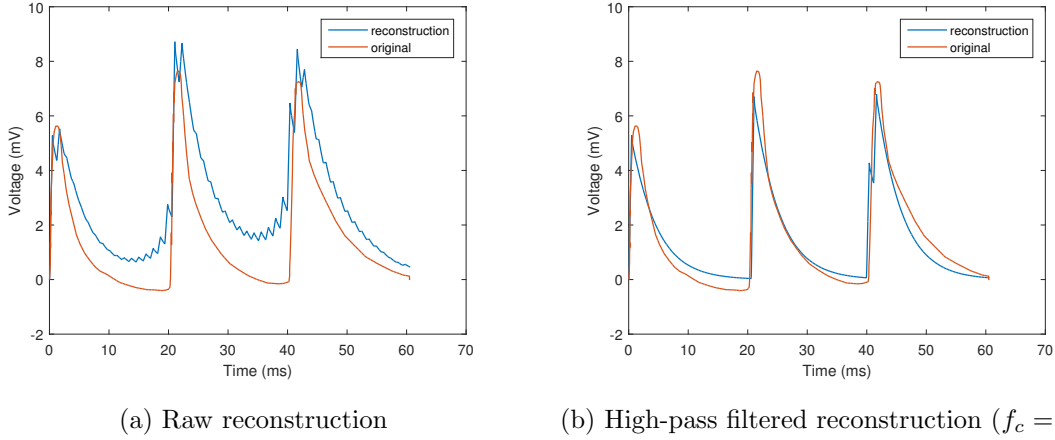 10
8
6
4
2
0
-2
Voltage (mV)
0 10 20 30 40 50 60 70
Time (ms)
reconstruction
original
(a) Raw reconstruction
10
8
6
4
2
0
-2
Voltage (mV)
0 10 20 30 40 50 60 70
Time (ms)
reconstruction
original
(b) High-pass filtered reconstruction (f_c =